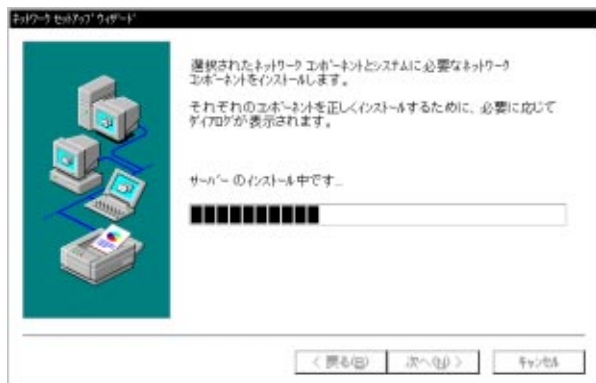 ネットワーク セットアップ ウィザード
選択されたネットワーク コンポーネントとシステムに必要なネットワーク
コンポーネントをインストールします。
それぞれのコンポーネントを正しくインストールするために、必要に応じて
ダイアログが表示されます。
サーバー のインストール中です...
< 戻る(B)
次へ(N) >
キャンセル